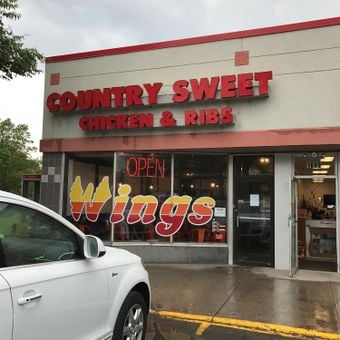 COUNTRY SWEET
CHICKEN & RIBS
OPEN
Wings